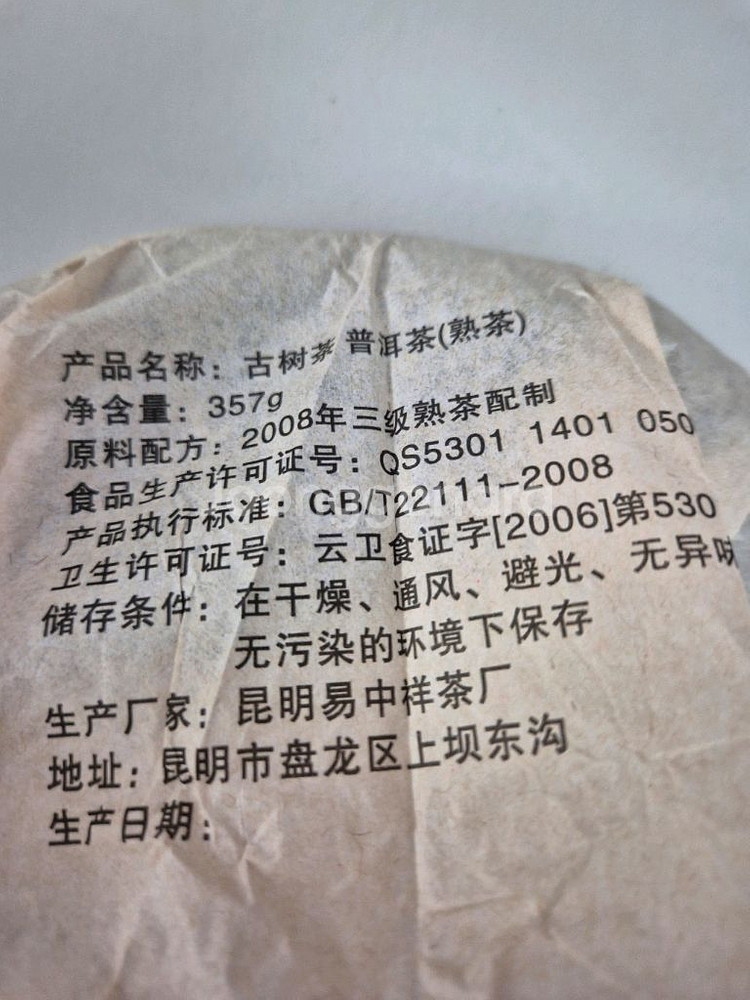 产品名称：古树茶 普洱茶(熟茶)
净含量：357g
原料配方：2008年三级熟茶配制
食品生产许可证号：QS5301 1401 050
产品执行标准：GB/T22111-2008
卫生许可证号：云卫食证字[2006]第530
储存条件：在干燥、通风、避光、无异味
无污染的环境下保存
生产厂家：昆明易中祥茶厂
地址：昆明市盘龙区上坝东沟
生产日期：